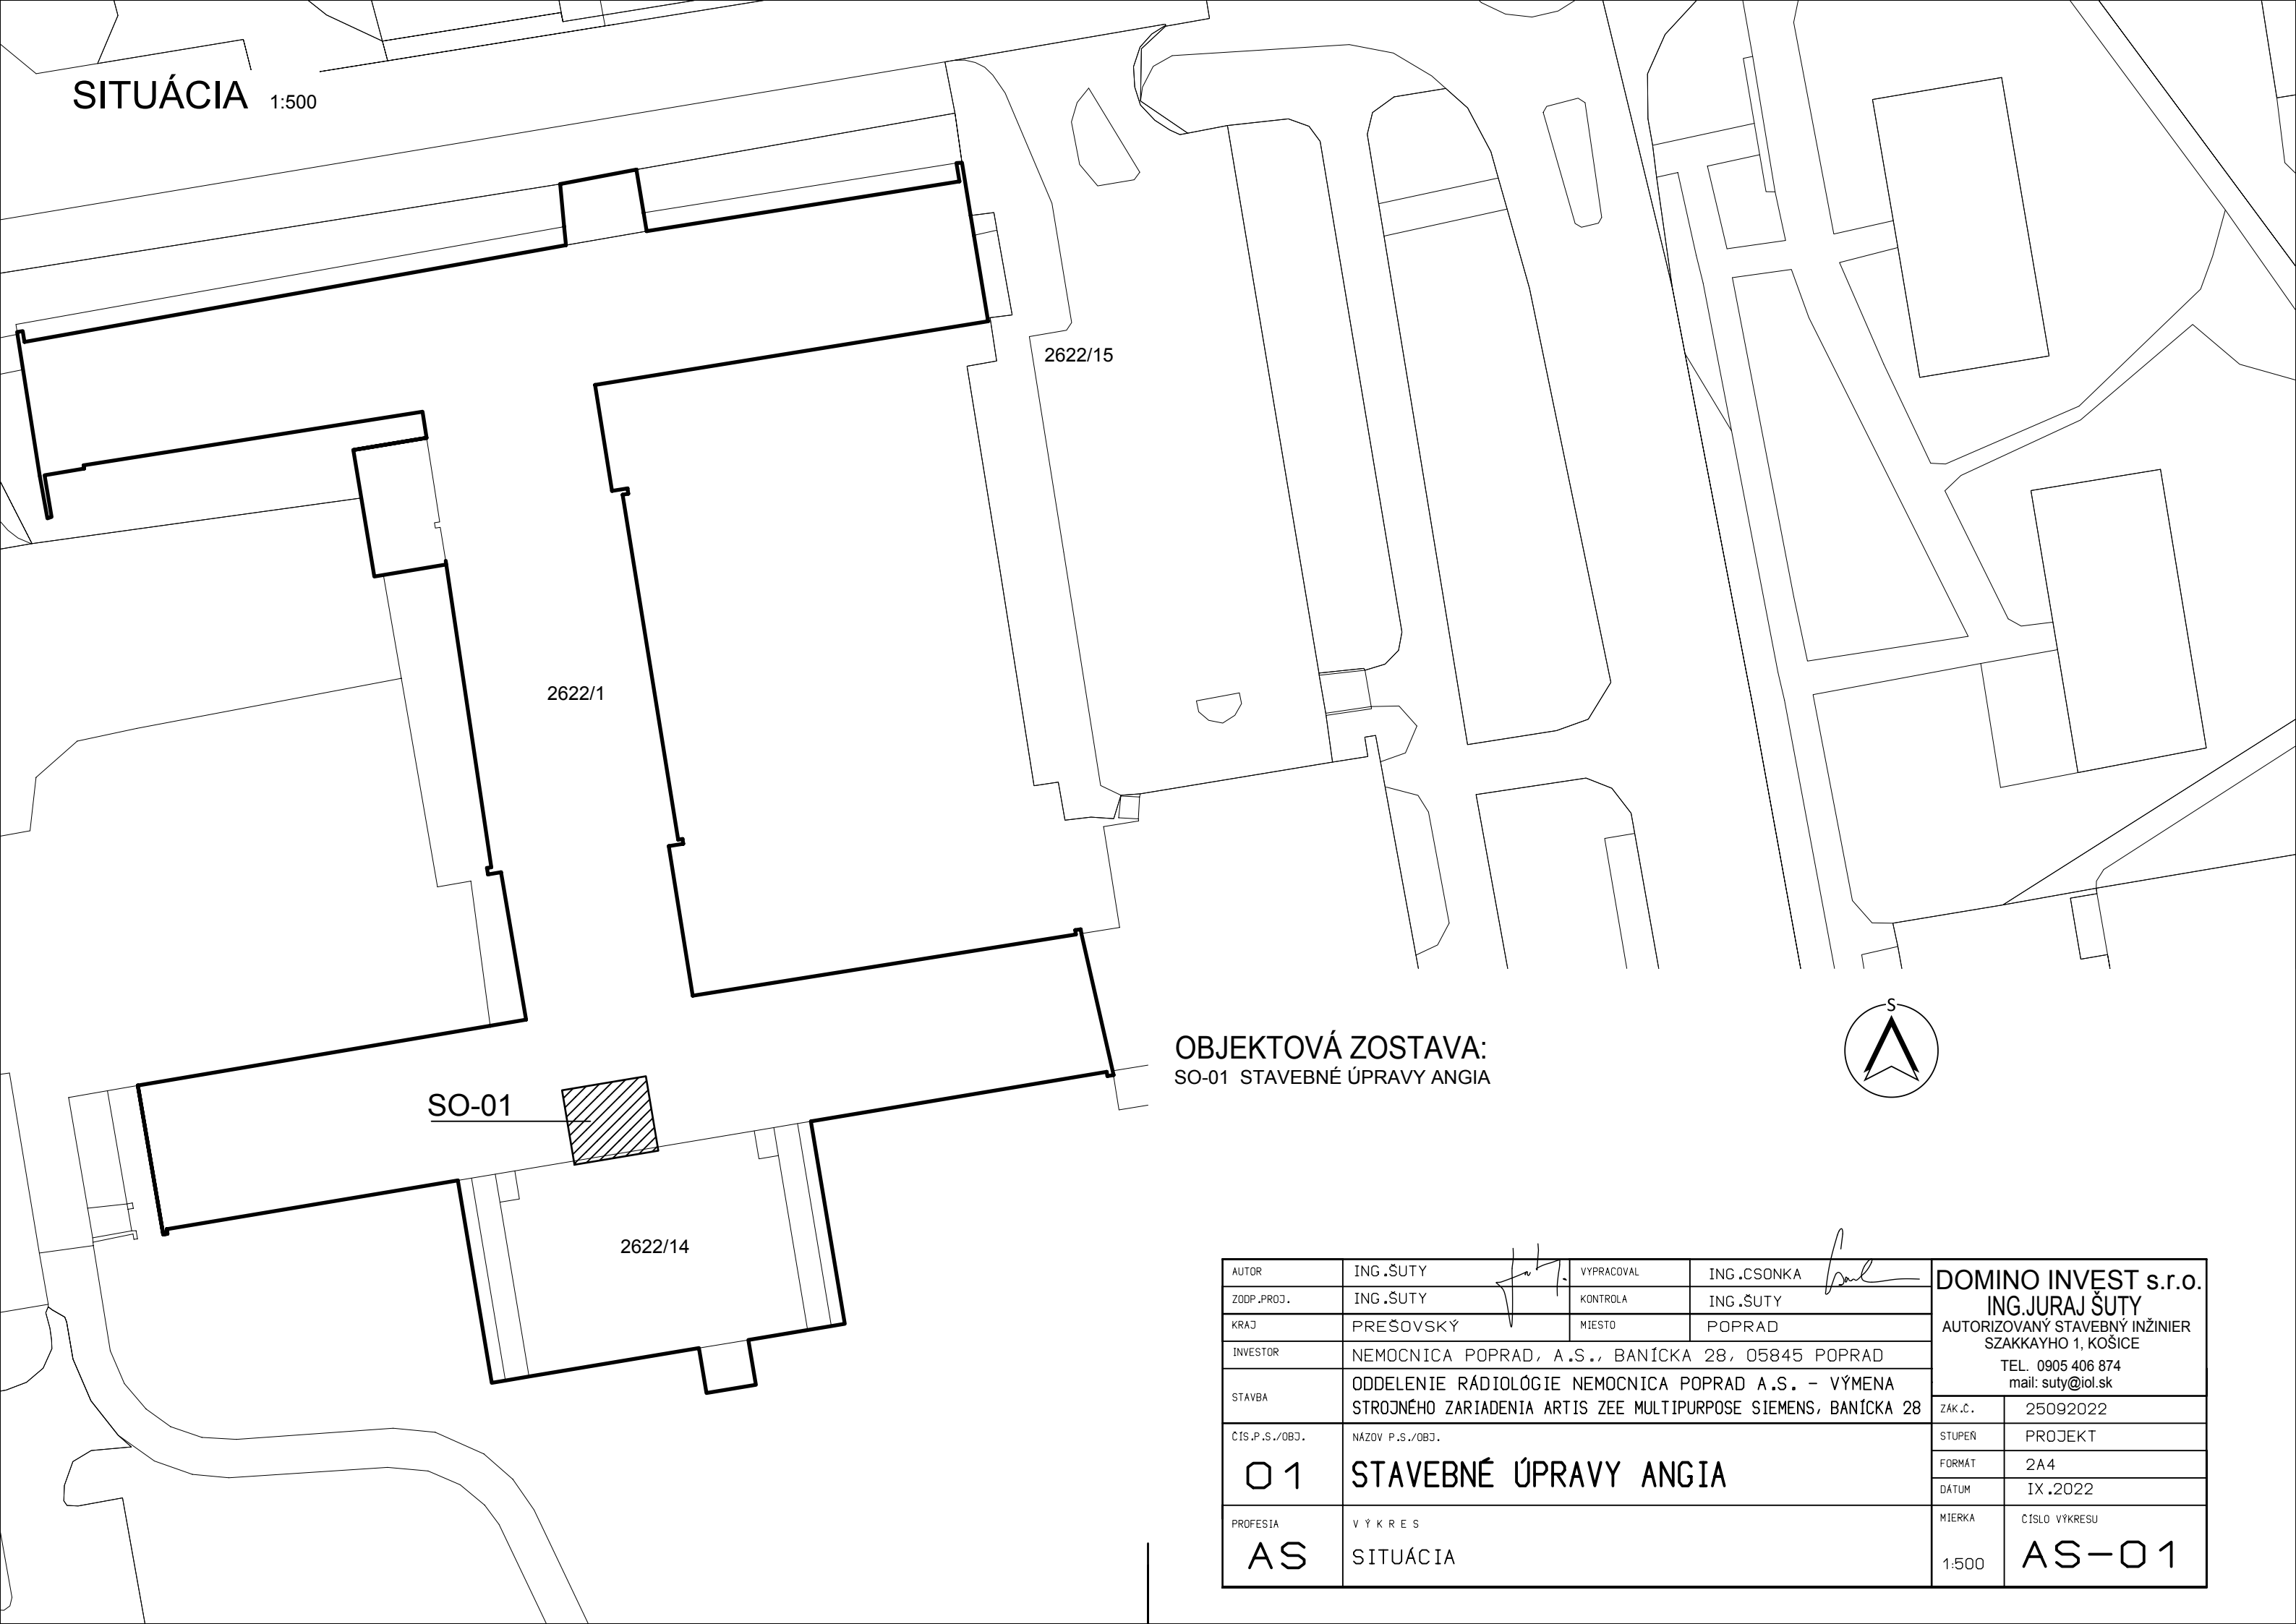 SITUÁCIA 1:500
2622/15
2622/1
SO-01
2622/14
OBJEKTOVÁ ZOSTAVA:
SO-01 STAVEBNÉ ÚPRAVY ANGIA
S
AUTOR ING.ŠUTY VYPRACOVAL ING.CSONKA
ZODP.PROJ. ING.ŠUTY KONTROLA ING.ŠUTY
KRAJ PREŠOVSKÝ MIESTO POPRAD
INVESTOR NEMOCNICA POPRAD, A.S., BANÍCKA 28, 05845 POPRAD
STAVBA ODDELENIE RÁDIOLÓGIE NEMOCNICA POPRAD A.S. - VÝMENA
STROJNÉHO ZARIADENIA ARTIS ZEE MULTIPURPOSE SIEMENS, BANÍCKA 28
ČÍS.P.S./OBJ. NÁZOV P.S./OBJ.
01 STAVEBNÉ ÚPRAVY ANGIA
PROFESIA VÝKRES
AS SITUÁCIA
DOMINO INVEST s.r.o.
ING.JURAJ ŠUTY
AUTORIZOVANÝ STAVEBNÝ INŽINIER
SZAKKAYHO 1, KOŠICE
TEL. 0905 406 874
mail: suty@iol.sk
ZÁK.Č. 25092022
STUPEŇ PROJEKT
FORMÁT 2A4
DÁTUM IX.2022
MIERKA ČÍSLO VÝKRESU
1:500 AS-01